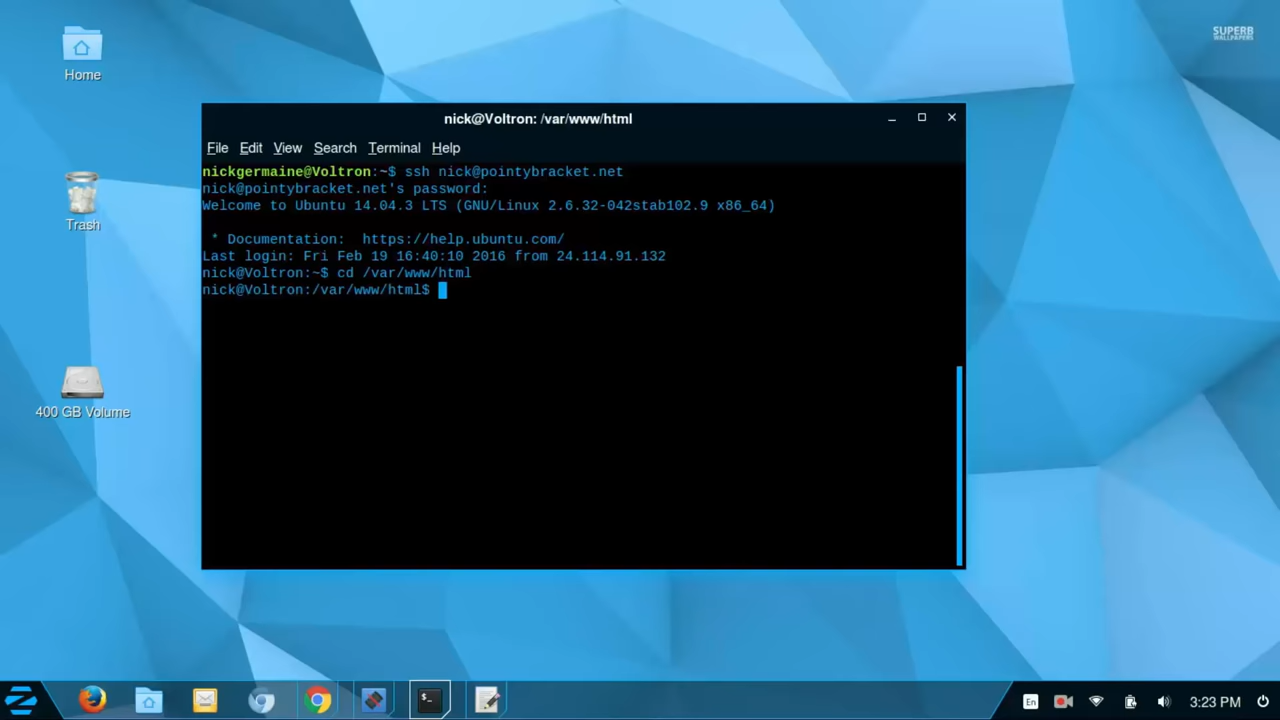 SUPERB
WALLPAPERS
Home
Trash
400 GB Volume
nick@Voltron: /var/www/html
File Edit View Search Terminal Help
nickgermaine@Voltron:~$ ssh nick@pointybracket.net
nick@pointybracket.net's password:
Welcome to Ubuntu 14.04.3 LTS (GNU/Linux 2.6.32-042stab102.9 x86_64)
* Documentation:  https://help.ubuntu.com/
Last login: Fri Feb 19 16:40:10 2016 from 24.114.91.132
nick@Voltron:~$ cd /var/www/html
nick@Voltron:/var/www/html$
$_
En
3:23 PM